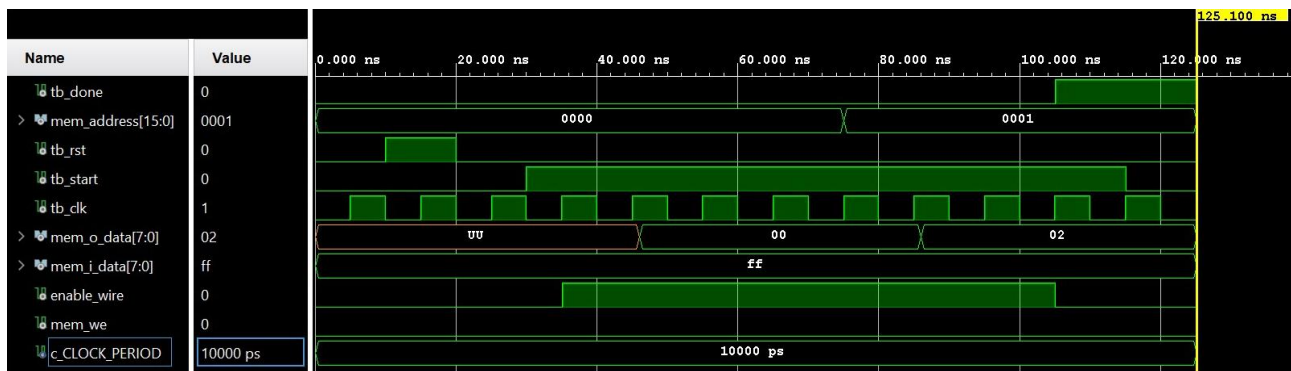 125.100 ns
Name Value
0.000 ns 20.000 ns 40.000 ns 60.000 ns 80.000 ns 100.000 ns 120.000 ns
tb_done 0
mem_address[15:0] 0001 0000 0001
tb_rst 0
tb_start 0
tb_clk 1
mem_o_data[7:0] 02 UU 00 02
mem_i_data[7:0] ff ff
enable_wire 0
mem_we 0
c_CLOCK_PERIOD 10000 ps 10000 ps